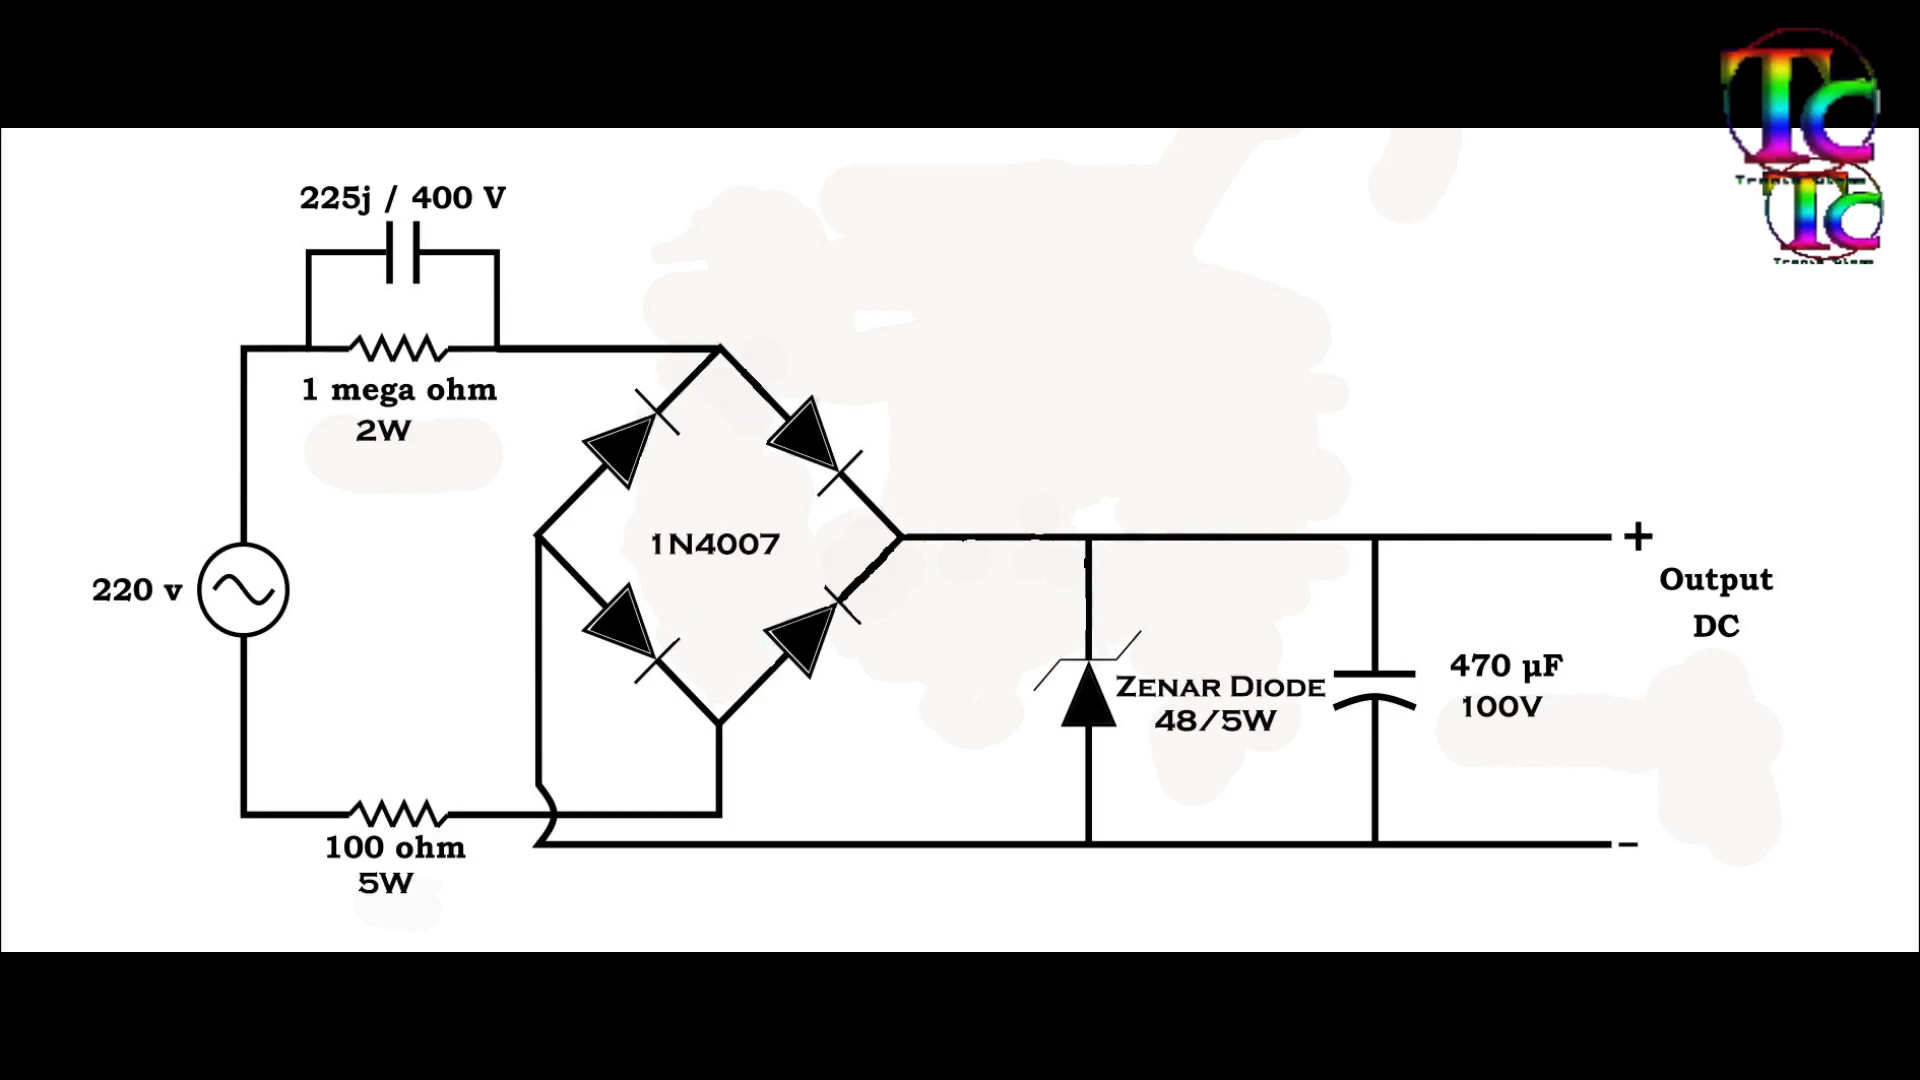 225j / 400 V
1 mega ohm
2W
220 v
1N4007
100 ohm
5W
ZENAR DIODE
48/5W
470 µF
100V
+
Output
DC
−
Tc
Tc